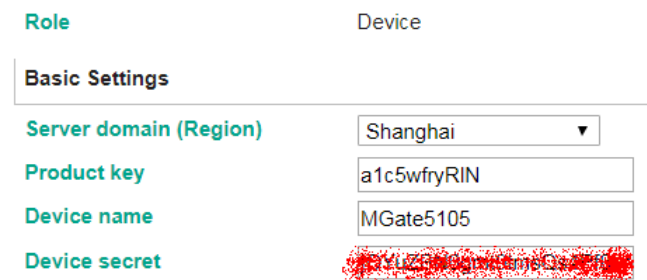 Role Device
Basic Settings
Server domain (Region) Shanghai
Product key a1c5wfryRIN
Device name MGate5105
Device secret